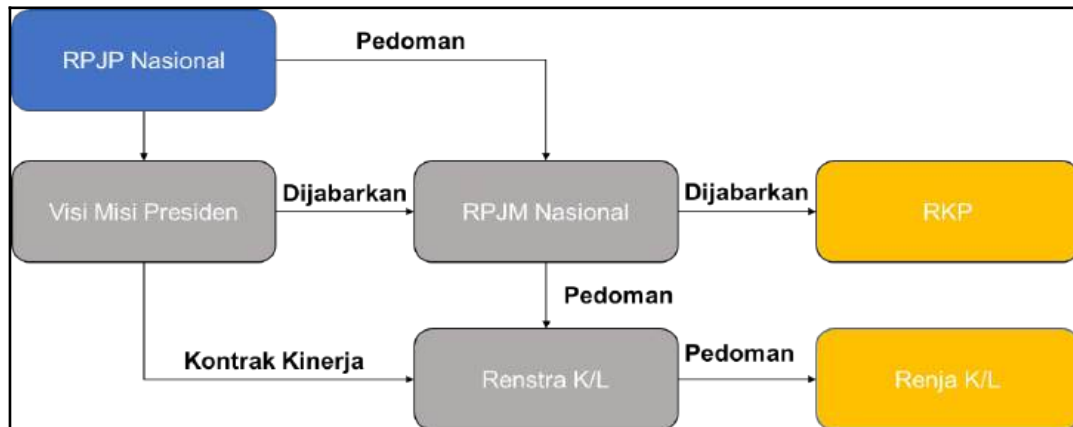 Pedoman
RPJP Nasional
Visi Misi Presiden
Dijabarkan
RPJM Nasional
Dijabarkan
RKP
Pedoman
Kontrak Kinerja
Renstra K/L
Pedoman
Renja K/L